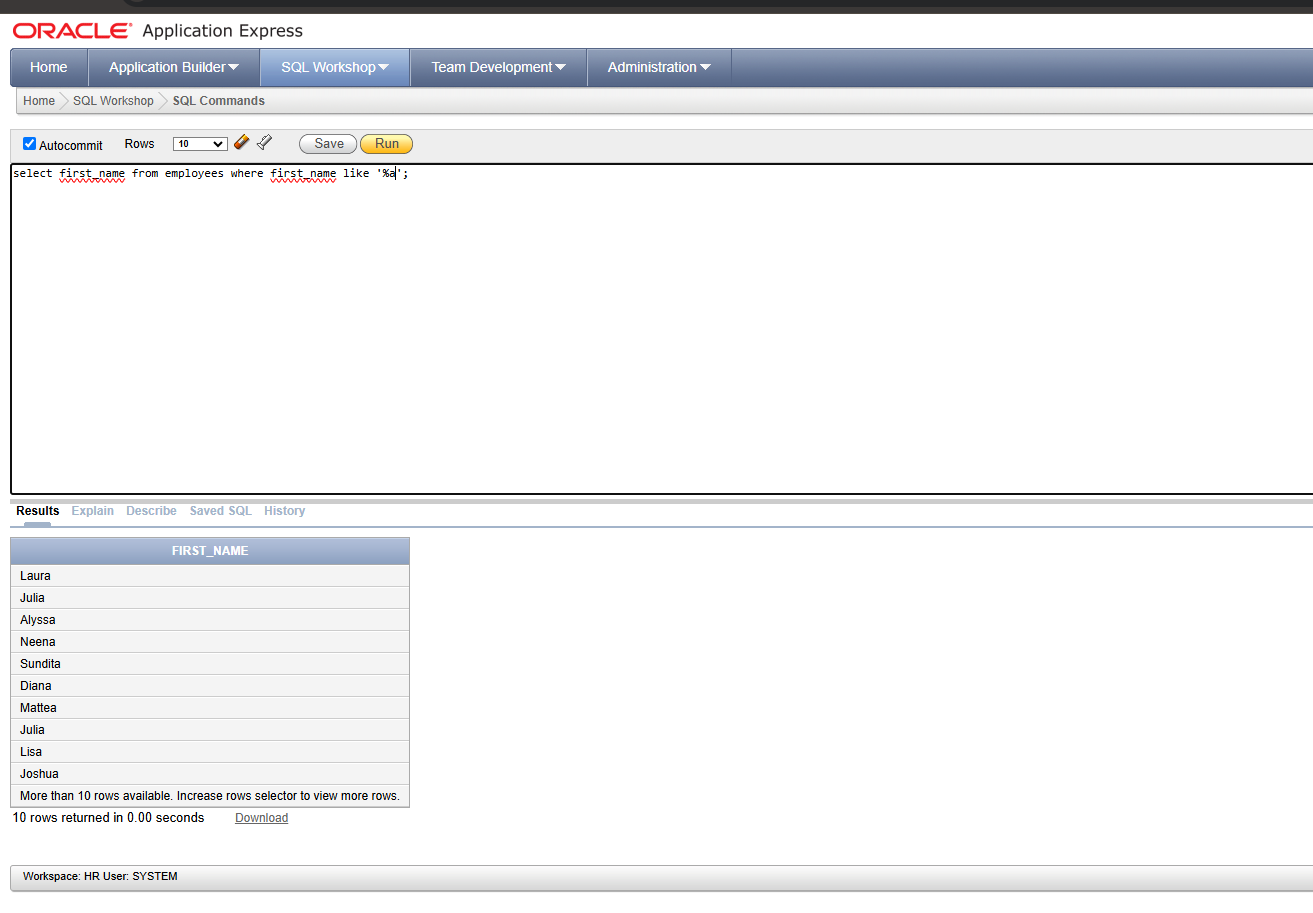 ORACLE® Application Express
Home Application Builder SQL Workshop Team Development Administration
Home SQL Workshop SQL Commands
Autocommit Rows 10 Save Run
select first_name from employees where first_name like '%a';
Results Explain Describe Saved SQL History
FIRST_NAME
Laura
Julia
Alyssa
Neena
Sundita
Diana
Mattea
Julia
Lisa
Joshua
More than 10 rows available. Increase rows selector to view more rows.
10 rows returned in 0.00 seconds Download
Workspace: HR User: SYSTEM